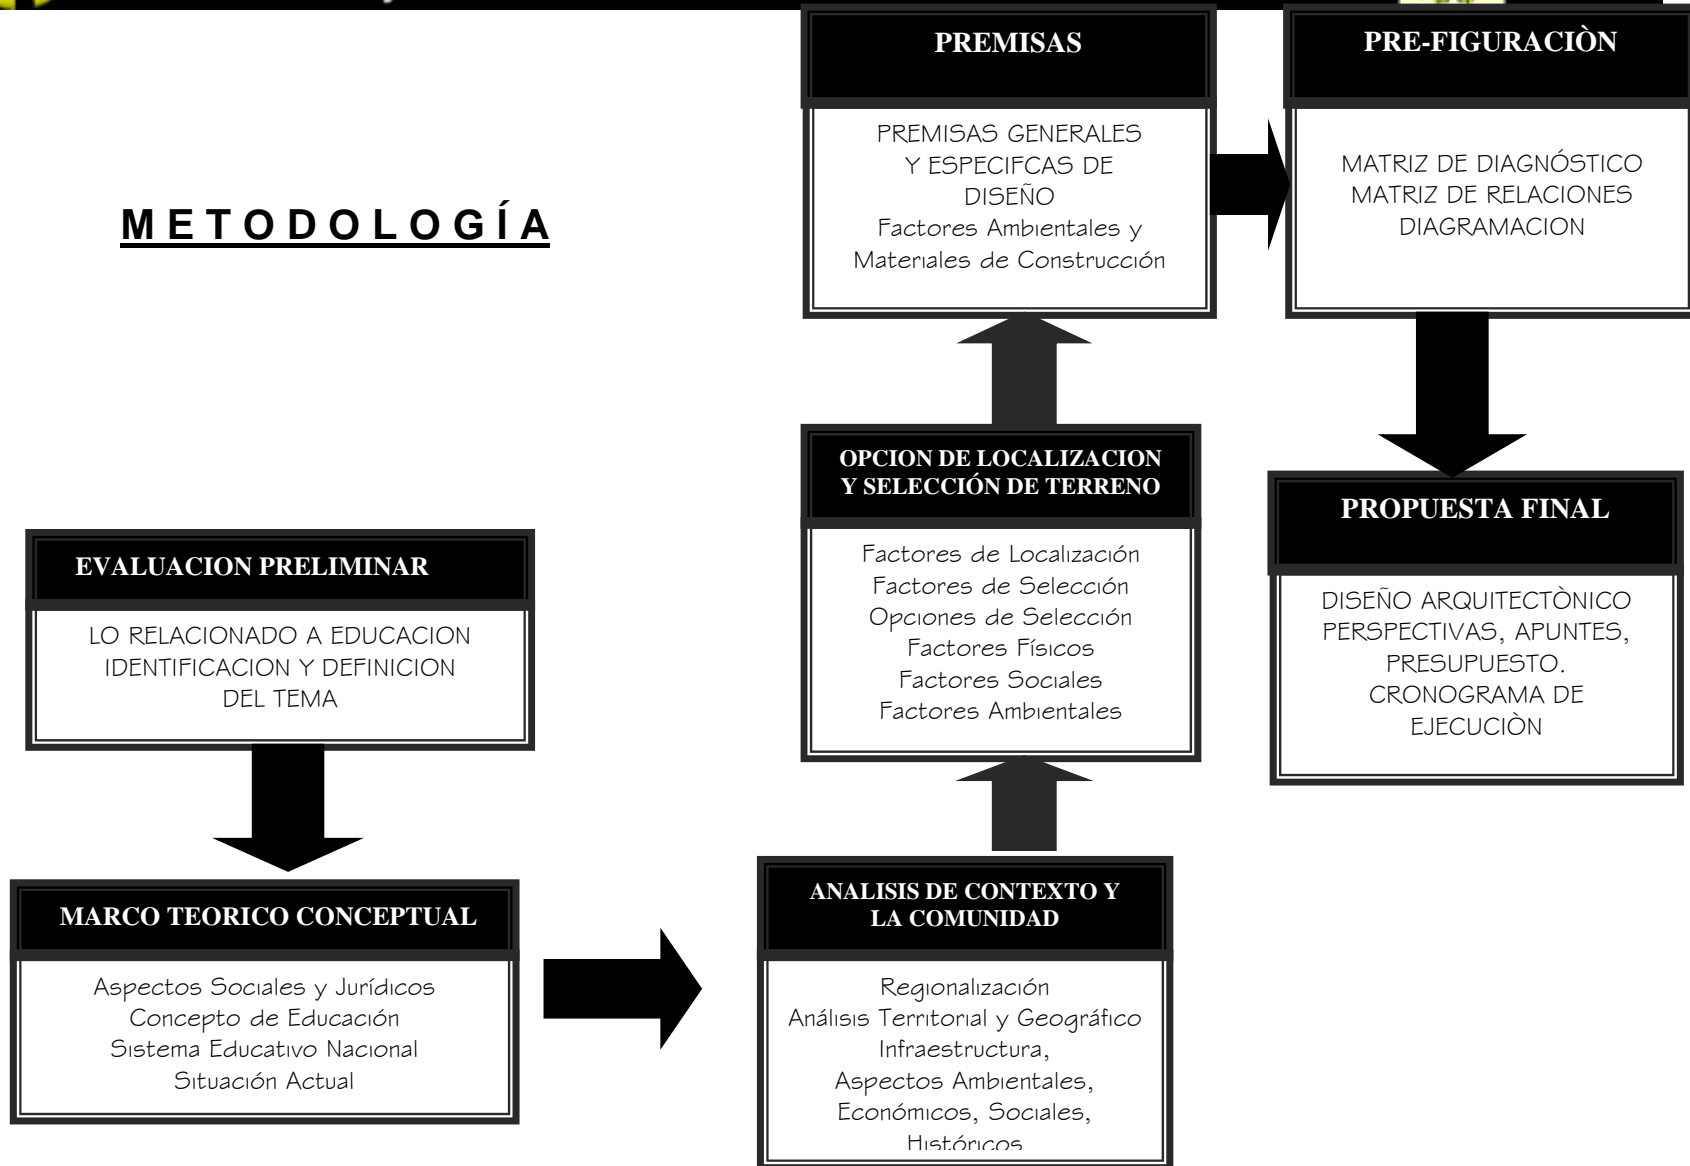 METODOLOGÍA
EVALUACION PRELIMINAR
LO RELACIONADO A EDUCACION
IDENTIFICACION Y DEFINICION
DEL TEMA
MARCO TEORICO CONCEPTUAL
Aspectos Sociales y Jurídicos
Concepto de Educación
Sistema Educativo Nacional
Situación Actual
ANALISIS DE CONTEXTO Y
LA COMUNIDAD
Regionalización
Análisis Territorial y Geográfico
Infraestructura,
Aspectos Ambientales,
Económicos, Sociales,
Históricos
OPCION DE LOCALIZACION
Y SELECCIÓN DE TERRENO
Factores de Localización
Factores de Selección
Opciones de Selección
Factores Físicos
Factores Sociales
Factores Ambientales
PREMISAS
PREMISAS GENERALES
Y ESPECIFCAS DE
DISEÑO
Factores Ambientales y
Materiales de Construcción
PRE-FIGURACIÒN
MATRIZ DE DIAGNÓSTICO
MATRIZ DE RELACIONES
DIAGRAMACION
PROPUESTA FINAL
DISEÑO ARQUITECTÒNICO
PERSPECTIVAS, APUNTES,
PRESUPUESTO.
CRONOGRAMA DE
EJECUCIÒN